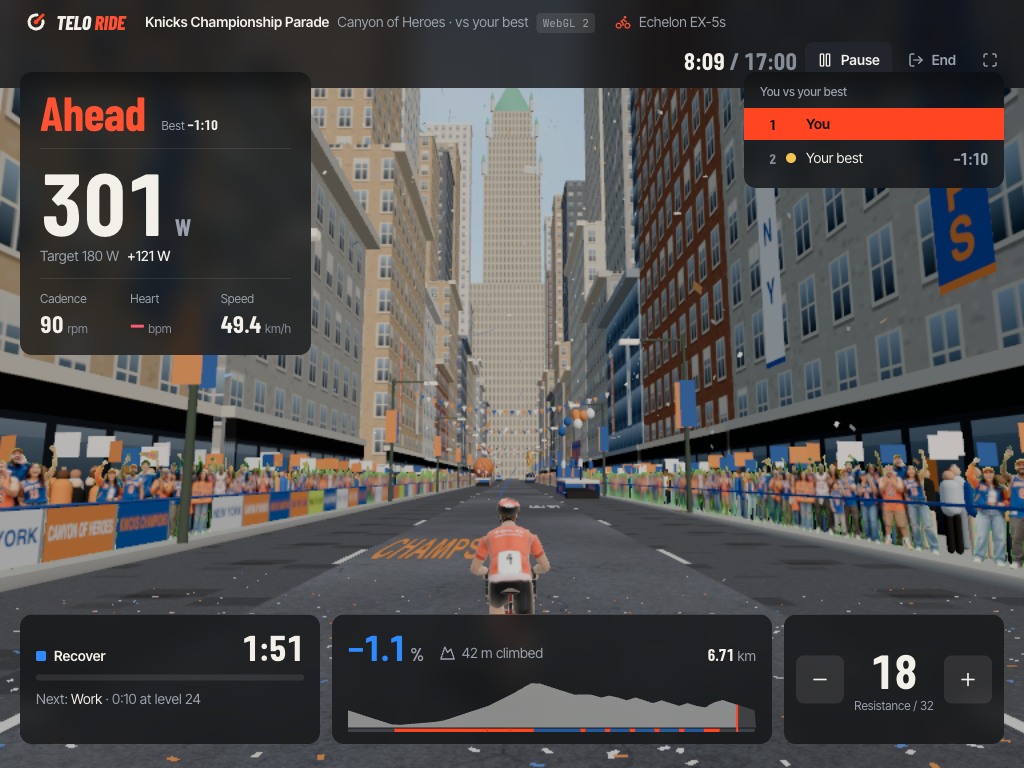 TELO RIDE
Knicks Championship Parade Canyon of Heroes · vs your best WebGL 2 Echelon EX-5s
8:09 / 17:00 Pause End
Ahead Best −1:10
You vs your best
1 You
2 Your best −1:10
301 W
Target 180 W +121 W
Cadence Heart Speed
90 rpm — bpm 49.4 km/h
N
Y
F
S
YORK CANYON OF HEROES KNICKS CHAMPIONS NEW YORK
CHAMPS
4
Recover 1:51
Next: Work · 0:10 at level 24
−1.1 % 42 m climbed 6.71 km
− 18 +
Resistance / 32